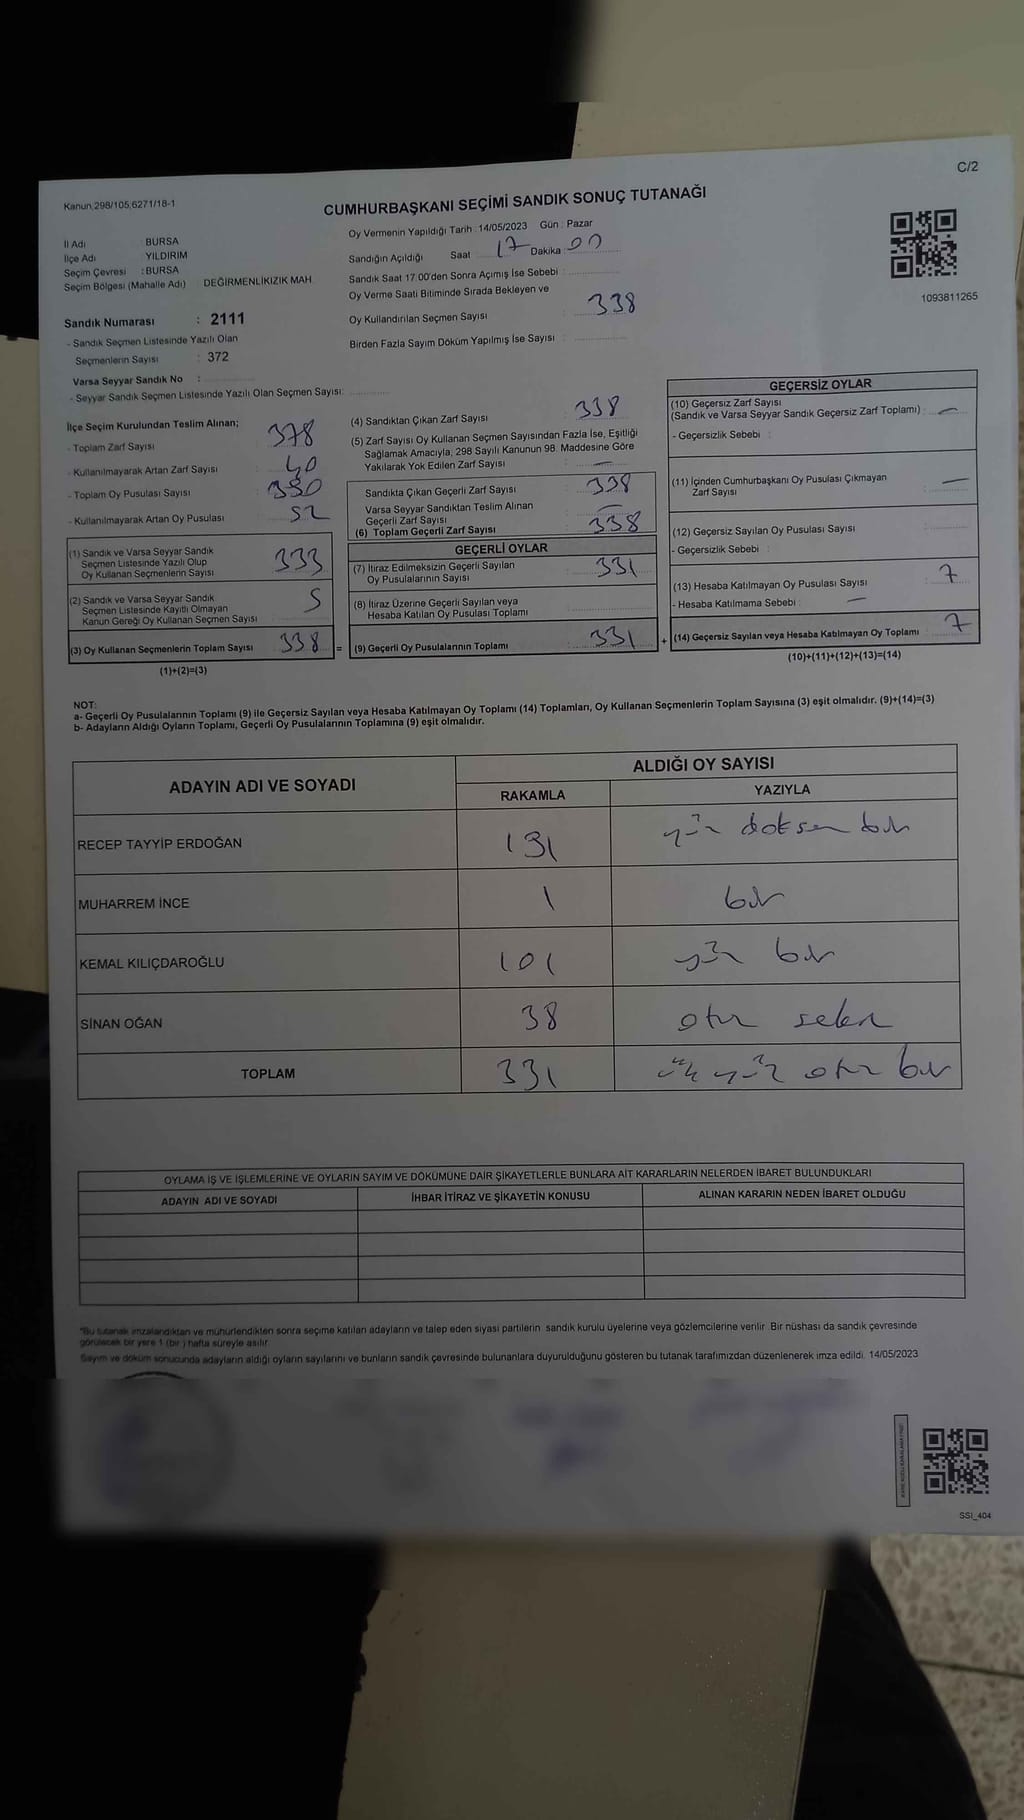 C/2
Kanun,298/105,6271/18-1
CUMHURBAŞKANI SEÇİMİ SANDIK SONUÇ TUTANAĞI
İl Adı : BURSA
İlçe Adı : YILDIRIM
Seçim Çevresi : BURSA
Seçim Bölgesi (Mahalle Adı) : DEĞİRMENLİKIZIK MAH.
Oy Vermenin Yapıldığı Tarih : 14/05/2023 Gün : Pazar
Sandığın Açıldığı Saat 17 Dakika 00
Sandık Saat 17.00'den Sonra Açımış İse Sebebi :
Oy Verme Saati Bitiminde Sırada Bekleyen ve
Oy Kullandırılan Seçmen Sayısı : 338
Birden Fazla Sayım Döküm Yapılmış İse Sayısı :
1093811265
Sandık Numarası : 2111
- Sandık Seçmen Listesinde Yazılı Olan
Seçmenlerin Sayısı : 372
Varsa Seyyar Sandık No :
- Seyyar Sandık Seçmen Listesinde Yazılı Olan Seçmen Sayısı:
İlçe Seçim Kurulundan Teslim Alınan;
- Toplam Zarf Sayısı : 378
- Kullanılmayarak Artan Zarf Sayısı : 40
- Toplam Oy Pusulası Sayısı : 390
- Kullanılmayarak Artan Oy Pusulası : 52
(1) Sandık ve Varsa Seyyar Sandık
Seçmen Listesinde Yazılı Olup
Oy Kullanan Seçmenlerin Sayısı : 333
(2) Sandık ve Varsa Seyyar Sandık
Seçmen Listesinde Kayıtlı Olmayan
Kanun Gereği Oy Kullanan Seçmen Sayısı : 5
(3) Oy Kullanan Seçmenlerin Toplam Sayısı : 338 =
(1)+(2)=(3)
(4) Sandıktan Çıkan Zarf Sayısı : 338
(5) Zarf Sayısı Oy Kullanan Seçmen Sayısından Fazla İse, Eşitliği
Sağlamak Amacıyla, 298 Sayılı Kanunun 98. Maddesine Göre
Yakılarak Yok Edilen Zarf Sayısı : —
Sandıkta Çıkan Geçerli Zarf Sayısı : 338
Varsa Seyyar Sandıktan Teslim Alınan
Geçerli Zarf Sayısı : —
(6) Toplam Geçerli Zarf Sayısı : 338
GEÇERLİ OYLAR
(7) İtiraz Edilmeksizin Geçerli Sayılan
Oy Pusulalarının Sayısı : 331
(8) İtiraz Üzerine Geçerli Sayılan veya
Hesaba Katılan Oy Pusulası Toplamı :
(9) Geçerli Oy Pusulalarının Toplamı : 331 +
GEÇERSİZ OYLAR
(10) Geçersiz Zarf Sayısı
(Sandık ve Varsa Seyyar Sandık Geçersiz Zarf Toplamı) : —
- Geçersizlik Sebebi :
(11) İçinden Cumhurbaşkanı Oy Pusulası Çıkmayan
Zarf Sayısı : —
(12) Geçersiz Sayılan Oy Pusulası Sayısı :
- Geçersizlik Sebebi :
(13) Hesaba Katılmayan Oy Pusulası Sayısı : 7
- Hesaba Katılmama Sebebi : —
(14) Geçersiz Sayılan veya Hesaba Katılmayan Oy Toplamı : 7
(10)+(11)+(12)+(13)=(14)
NOT:
a- Geçerli Oy Pusulalarının Toplamı (9) ile Geçersiz Sayılan veya Hesaba Katılmayan Oy Toplamı (14) Toplamları, Oy Kullanan Seçmenlerin Toplam Sayısına (3) eşit olmalıdır. (9)+(14)=(3)
b- Adayların Aldığı Oyların Toplamı, Geçerli Oy Pusulalarının Toplamına (9) eşit olmalıdır.
ADAYIN ADI VE SOYADI
ALDIĞI OY SAYISI
RAKAMLA YAZIYLA
RECEP TAYYİP ERDOĞAN 191 yüz doksan bir
MUHARREM İNCE 1 bir
KEMAL KILIÇDAROĞLU 101 yüz bir
SİNAN OĞAN 38 otuz sekiz
TOPLAM 331 üç yüz otuz bir
OYLAMA İŞ VE İŞLEMLERİNE VE OYLARIN SAYIM VE DÖKÜMÜNE DAİR ŞİKAYETLERLE BUNLARA AİT KARARLARIN NELERDEN İBARET BULUNDUKLARI
ADAYIN ADI VE SOYADI İHBAR İTİRAZ VE ŞİKAYETİN KONUSU ALINAN KARARIN NEDEN İBARET OLDUĞU
"Bu tutanak imzalandıktan ve mühürlendikten sonra seçime katılan adayların ve talep eden siyasi partilerin sandık kurulu üyelerine veya gözlemcilerine verilir. Bir nüshası da sandık çevresinde
görülecek bir yere 1 (bir) hafta süreyle asılır.
Sayım ve döküm sonucunda adayların aldığı oyların sayılarını ve bunların sandık çevresinde bulunanlara duyurulduğunu gösteren bu tutanak tarafımızdan düzenlenerek imza edildi. 14/05/2023
SSI_404